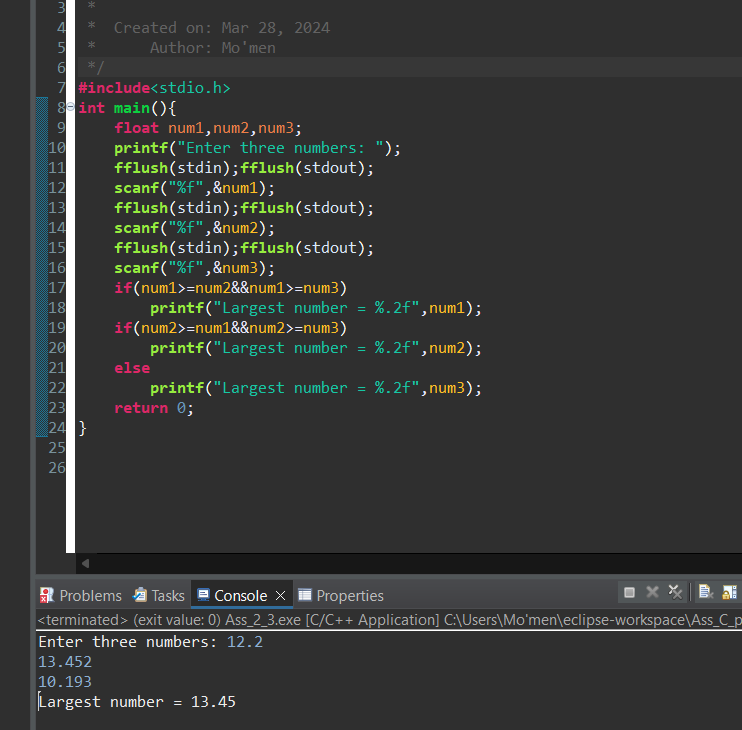 3 *
4 *  Created on: Mar 28, 2024
5 *      Author: Mo'men
6 */
7 #include<stdio.h>
8 int main(){
9     float num1,num2,num3;
10     printf("Enter three numbers: ");
11     fflush(stdin);fflush(stdout);
12     scanf("%f",&num1);
13     fflush(stdin);fflush(stdout);
14     scanf("%f",&num2);
15     fflush(stdin);fflush(stdout);
16     scanf("%f",&num3);
17     if(num1>=num2&&num1>=num3)
18         printf("Largest number = %.2f",num1);
19     if(num2>=num1&&num2>=num3)
20         printf("Largest number = %.2f",num2);
21     else
22         printf("Largest number = %.2f",num3);
23     return 0;
24 }
25
26
Problems Tasks Console Properties
<terminated> (exit value: 0) Ass_2_3.exe [C/C++ Application] C:\Users\Mo'men\eclipse-workspace\Ass_C_p
Enter three numbers: 12.2
13.452
10.193
Largest number = 13.45